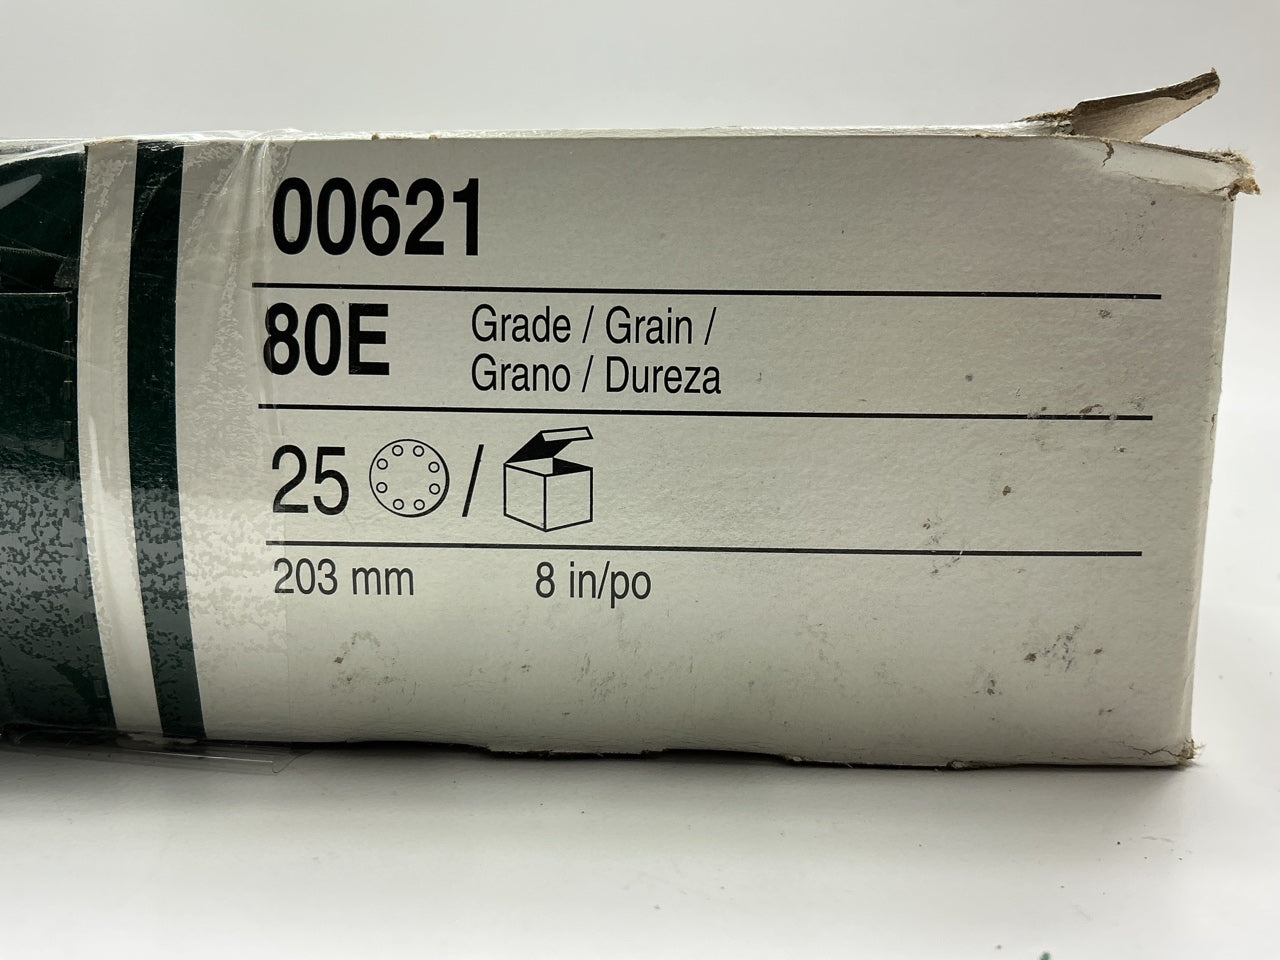 00621
80E Grade / Grain /
Grano / Dureza
25 /
203 mm 8 in/po